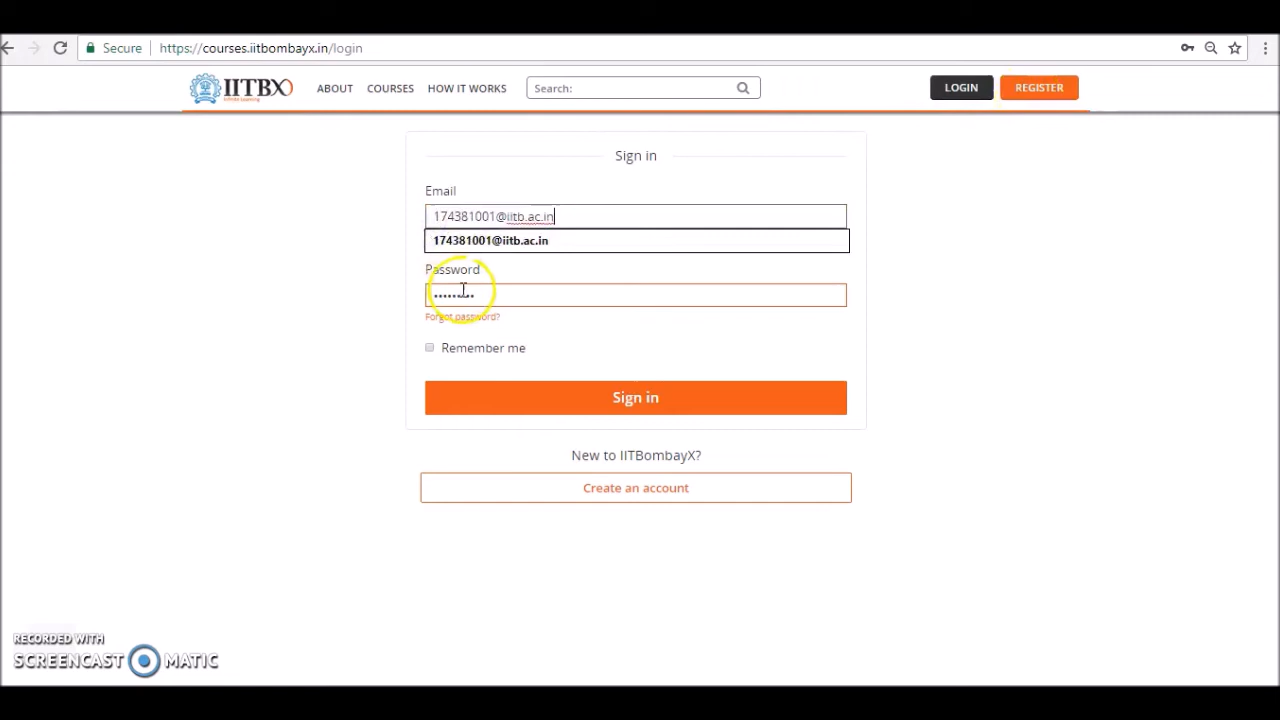 Secure https://courses.iitbombayx.in/login
IITBX ABOUT COURSES HOW IT WORKS Search: LOGIN REGISTER
Sign in
Email
174381001@iitb.ac.in
174381001@iitb.ac.in
Password
Forgot password?
Remember me
Sign in
New to IITBombayX?
Create an account
RECORDED WITH
SCREENCAST MATIC